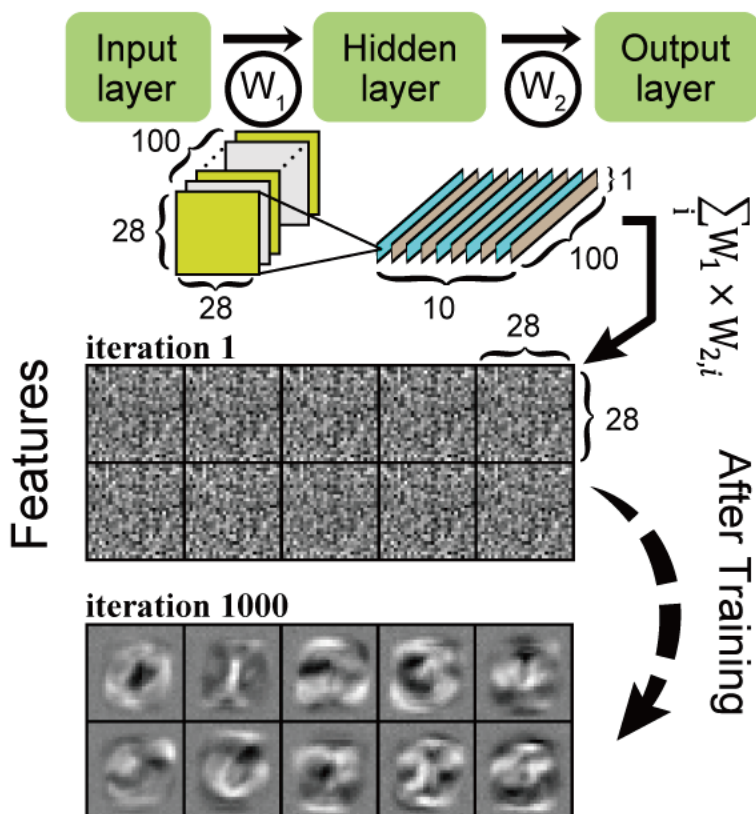 Input
layer
W₁
Hidden
layer
W₂
Output
layer
100
28
28
1
100
10
∑
i
W₁ × W₂,ᵢ
Features
iteration 1
28
28
After Training
iteration 1000